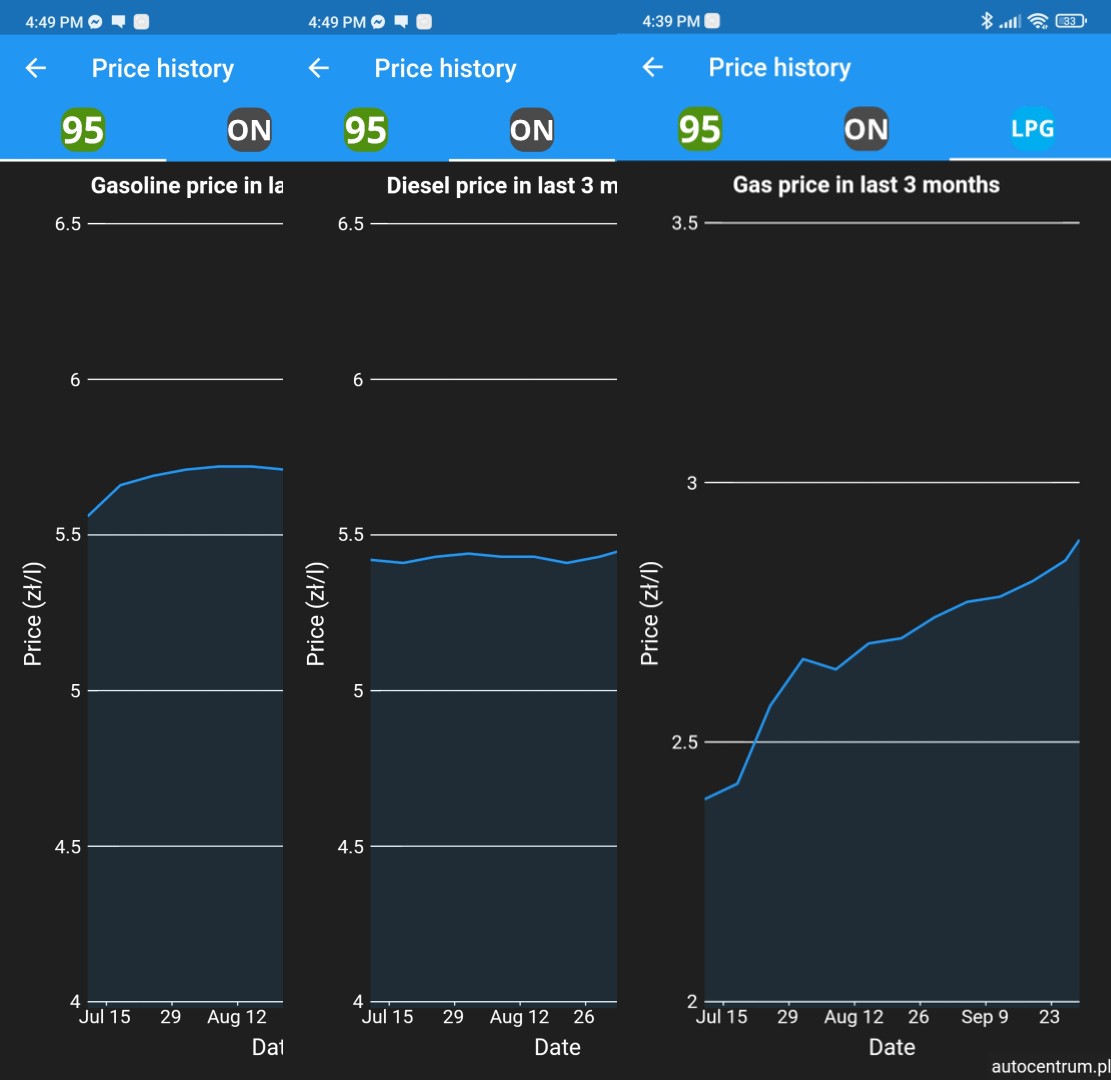 4:49 PM
Price history
95
ON
Gasoline price in la
6.5
6
5.5
5
4.5
4
Price (zł/l)
Jul 15 29 Aug 12
Dat
4:49 PM
Price history
95
ON
Diesel price in last 3 m
6.5
6
5.5
5
4.5
4
Price (zł/l)
Jul 15 29 Aug 12 26
Date
4:39 PM
33
Price history
95
ON
LPG
Gas price in last 3 months
3.5
3
2.5
2
Price (zł/l)
Jul 15 29 Aug 12 26 Sep 9 23
Date
autocentrum.pl